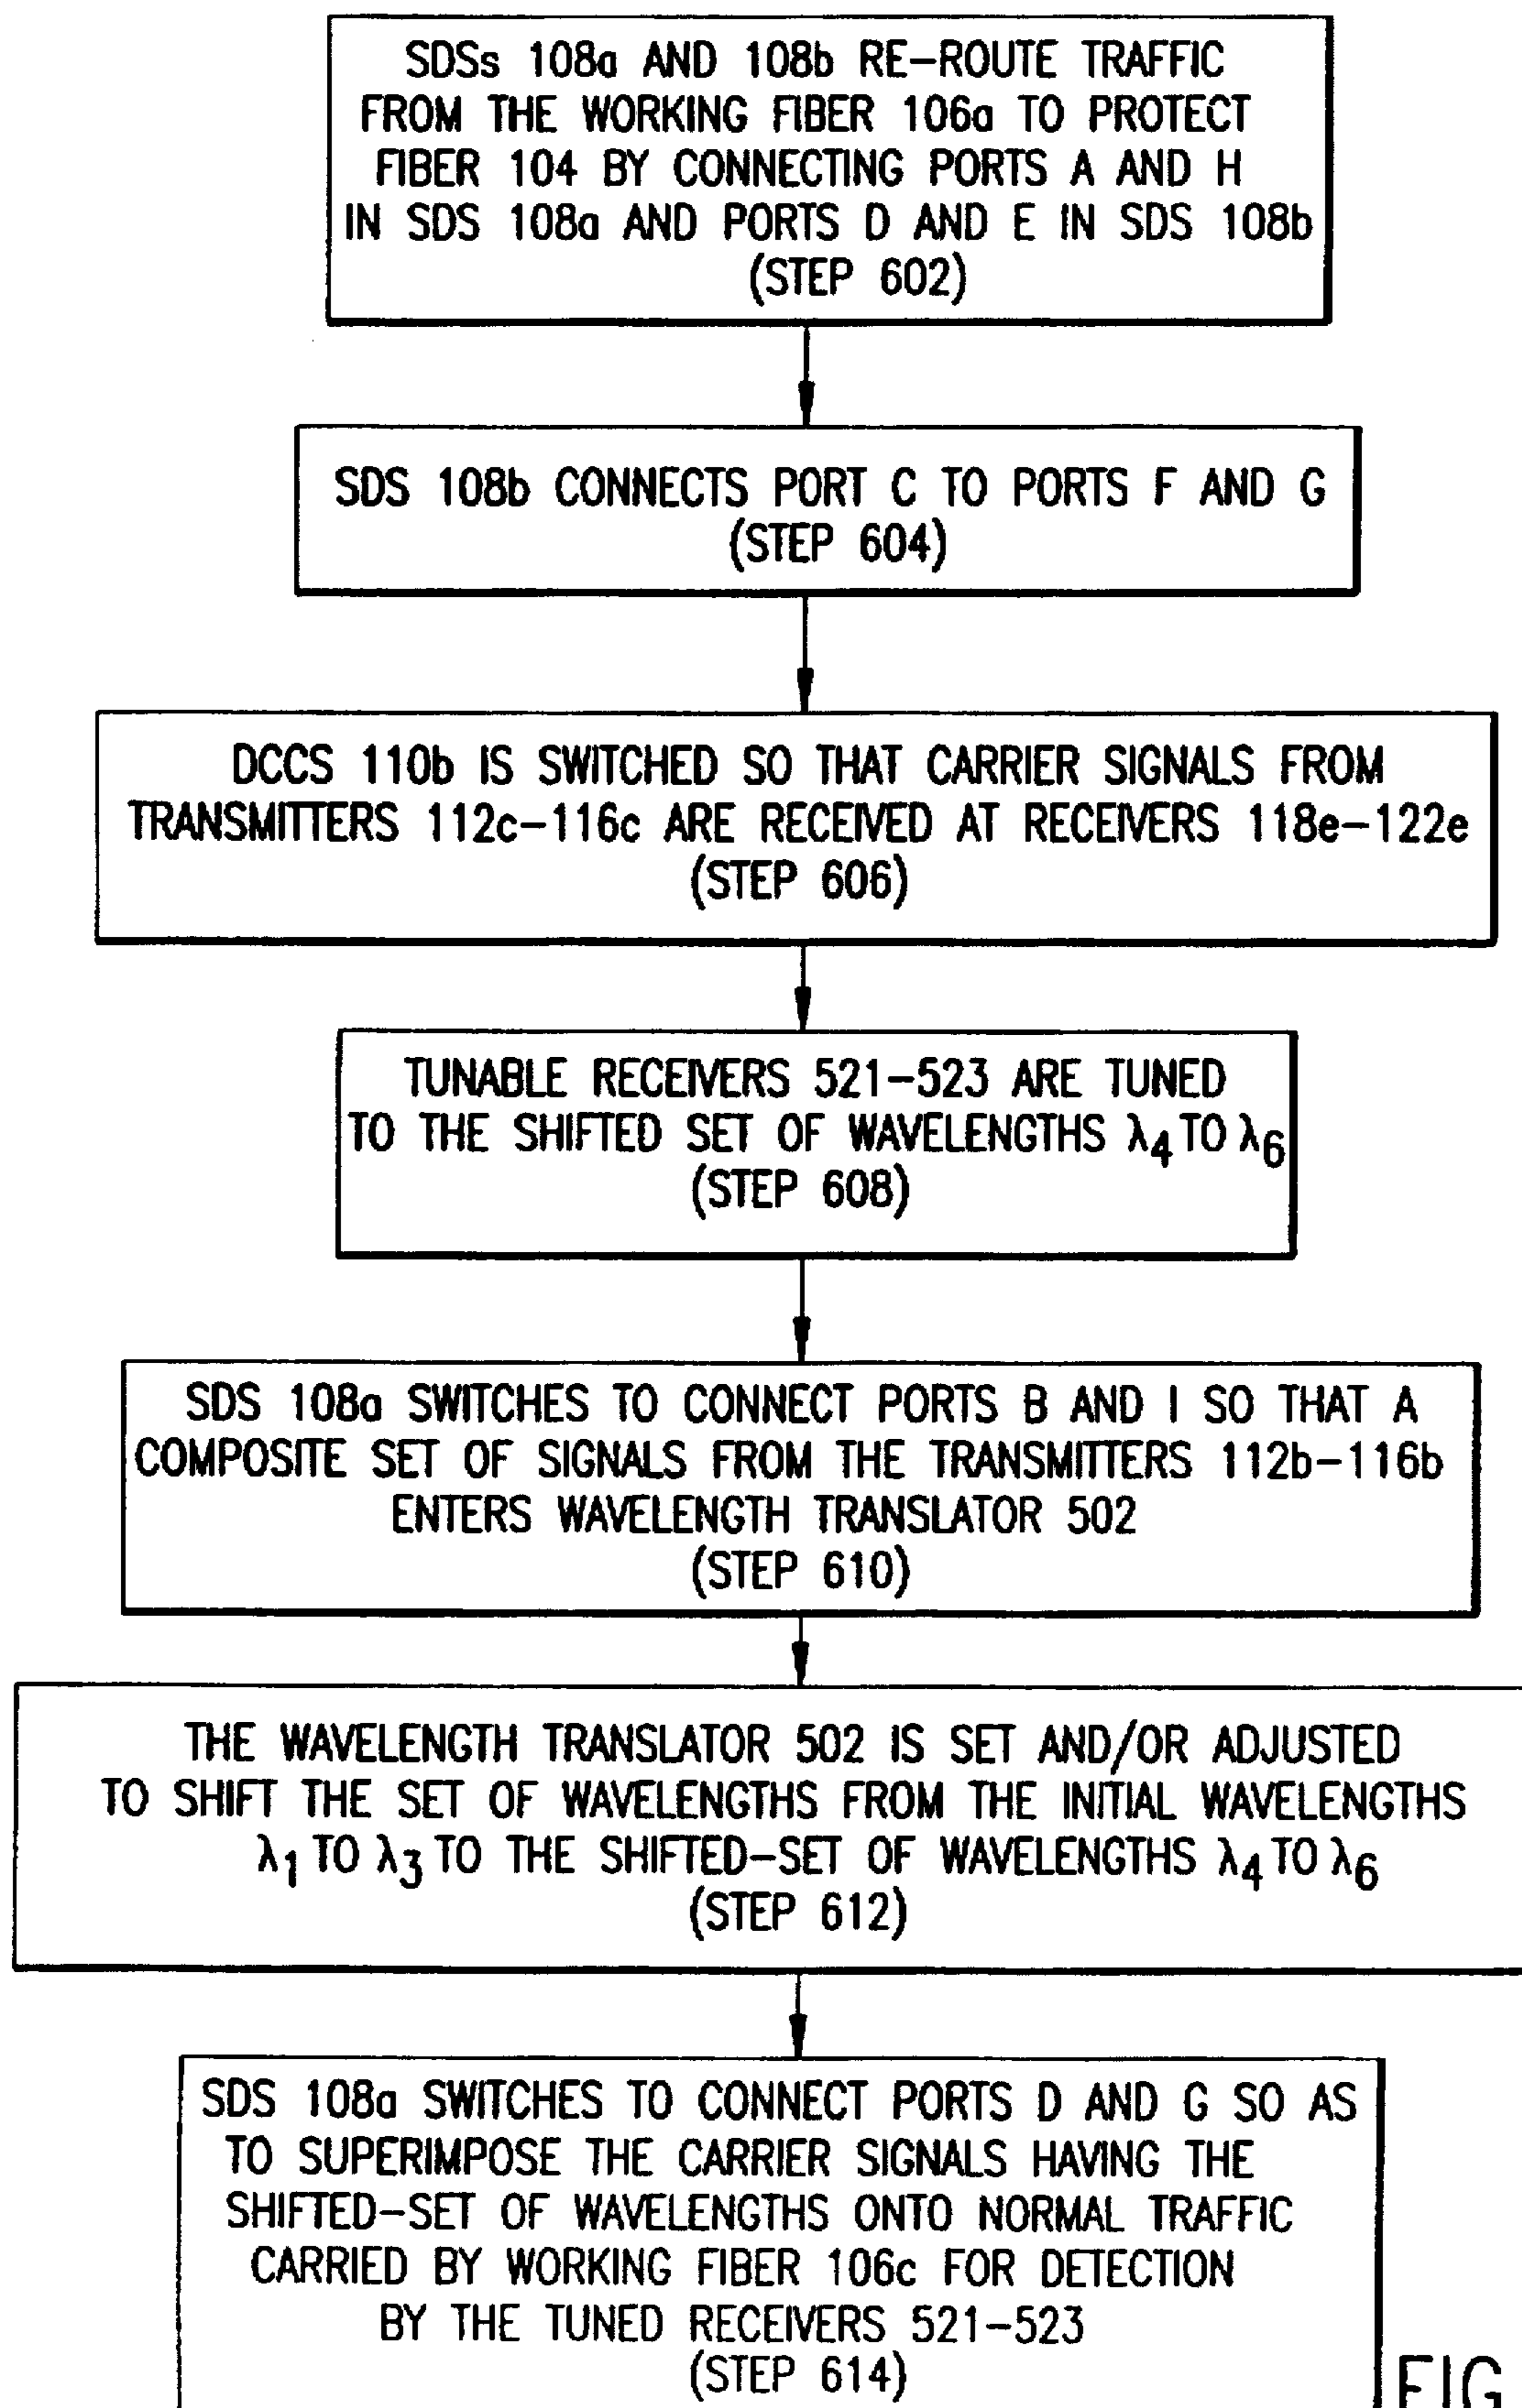 SDSs 108a AND 108b RE-ROUTE TRAFFIC
FROM THE WORKING FIBER 106a TO PROTECT
FIBER 104 BY CONNECTING PORTS A AND H
IN SDS 108a AND PORTS D AND E IN SDS 108b
(STEP 602)
SDS 108b CONNECTS PORT C TO PORTS F AND G
(STEP 604)
DCCS 110b IS SWITCHED SO THAT CARRIER SIGNALS FROM
TRANSMITTERS 112c-116c ARE RECEIVED AT RECEIVERS 118e-122e
(STEP 606)
TUNABLE RECEIVERS 521-523 ARE TUNED
TO THE SHIFTED SET OF WAVELENGTHS λ4 TO λ6
(STEP 608)
SDS 108a SWITCHES TO CONNECT PORTS B AND I SO THAT A
COMPOSITE SET OF SIGNALS FROM THE TRANSMITTERS 112b-116b
ENTERS WAVELENGTH TRANSLATOR 502
(STEP 610)
THE WAVELENGTH TRANSLATOR 502 IS SET AND/OR ADJUSTED
TO SHIFT THE SET OF WAVELENGTHS FROM THE INITIAL WAVELENGTHS
λ1 TO λ3 TO THE SHIFTED-SET OF WAVELENGTHS λ4 TO λ6
(STEP 612)
SDS 108a SWITCHES TO CONNECT PORTS D AND G SO AS
TO SUPERIMPOSE THE CARRIER SIGNALS HAVING THE
SHIFTED-SET OF WAVELENGTHS ONTO NORMAL TRAFFIC
CARRIED BY WORKING FIBER 106c FOR DETECTION
BY THE TUNED RECEIVERS 521-523
(STEP 614)
FIG